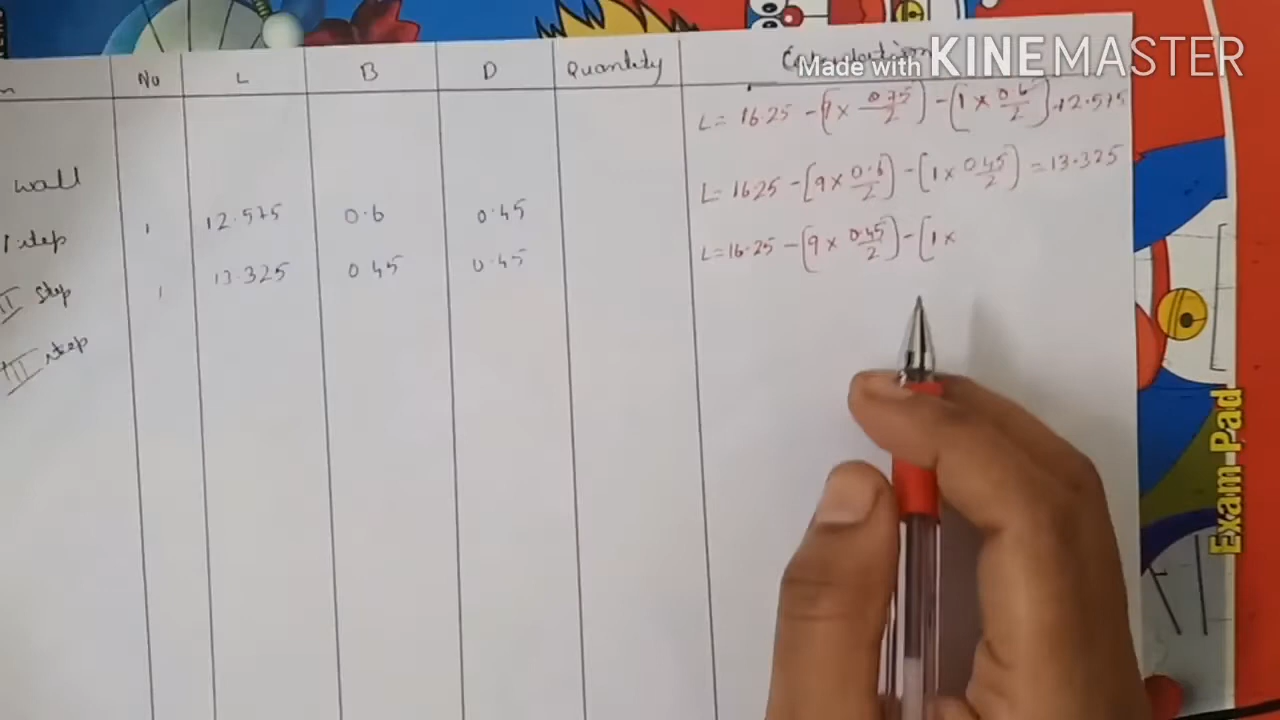 Made with KINEMASTER
No L B D Quantity
L = 16.25 - [9 × 0.75/2] - [1 × 0.6/2] = 12.575
wall
L = 16.25 - [9 × 0.6/2] - [1 × 0.45/2] = 13.325
I step 1 12.575 0.6 0.45
L = 16.25 - [9 × 0.45/2] - [1 ×
II step 1 13.325 0.45 0.45
III step
Exam Pad